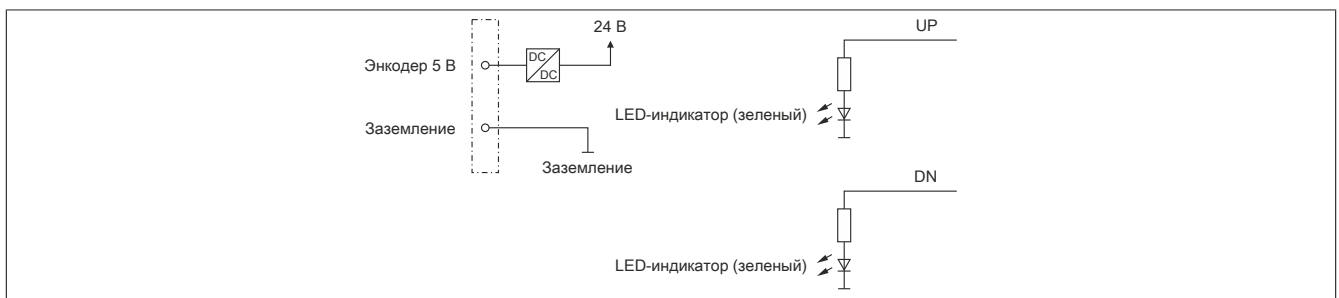 24 В
UP
Энкодер 5 В
DC
DC
LED-индикатор (зеленый)
Заземление
Заземление
DN
LED-индикатор (зеленый)